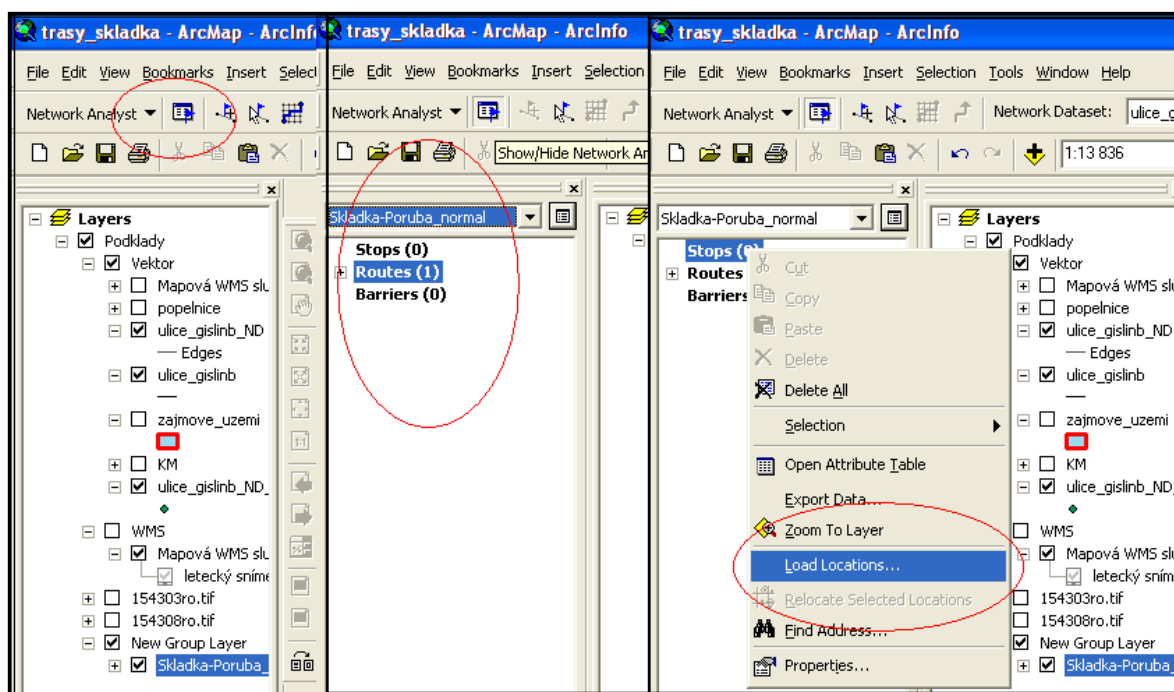 trasy_skladka - ArcMap - ArcInf
File Edit View Bookmarks Insert Select
Network Analyst
Layers
Podklady
Vektor
Mapová WMS slu
popelnice
ulice_gislinb_ND
Edges
ulice_gislinb
zajmove_uzemi
KM
ulice_gislinb_ND_
WMS
Mapová WMS slu
letecký sníme
154303ro.tif
154308ro.tif
New Group Layer
Skladka-Poruba_
1:1
trasy_skladka - ArcMap - ArcInfo
File Edit View Bookmarks Insert Selection
Network Analyst
Show/Hide Network An
Skladka-Poruba_normal
Stops (0)
Routes (1)
Barriers (0)
trasy_skladka - ArcMap - ArcInfo
File Edit View Bookmarks Insert Selection Tools Window Help
Network Analyst Network Dataset: ulice_g
1:13 836
Skladka-Poruba_normal
Stops (0)
Routes
Barriers
Cut
Copy
Paste
Delete
Delete All
Selection
Open Attribute Table
Export Data...
Zoom To Layer
Load Locations...
Relocate Selected Locations
Find Address...
Properties...
Layers
Podklady
Vektor
Mapová WMS slu
popelnice
ulice_gislinb_ND
Edges
ulice_gislinb
zajmove_uzemi
KM
ulice_gislinb_ND_
WMS
Mapová WMS slu
letecký sním
154303ro.tif
154308ro.tif
New Group Layer
Skladka-Poruba_